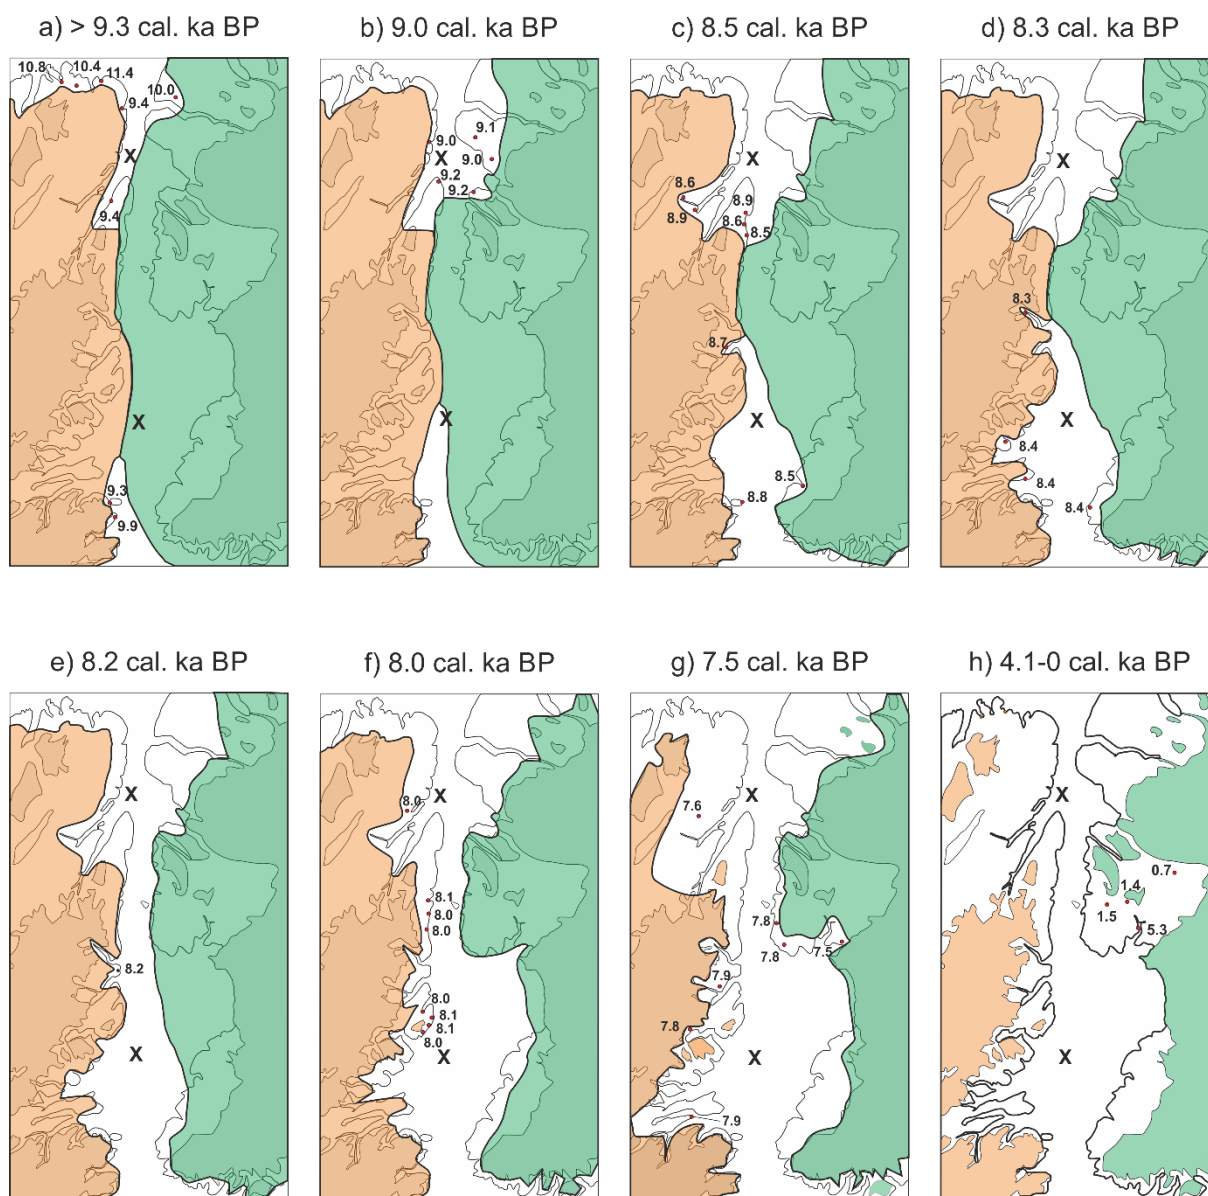 a) > 9.3 cal. ka BP
b) 9.0 cal. ka BP
c) 8.5 cal. ka BP
d) 8.3 cal. ka BP
10.8
10.4
11.4
10.0
9.4
X
9.4
X
9.3
9.9
9.0
9.1
X
9.0
9.2
9.2
X
X
8.6
8.9
8.9
8.6
8.5
8.7
X
8.5
8.8
X
8.3
X
8.4
8.4
8.4
e) 8.2 cal. ka BP
f) 8.0 cal. ka BP
g) 7.5 cal. ka BP
h) 4.1-0 cal. ka BP
X
8.2
X
X
8.0
8.1
8.0
8.0
8.0
8.1
8.1
8.0
X
X
7.6
7.8
7.8
7.5
7.9
7.8
X
7.9
X
0.7
1.4
1.5
5.3
X